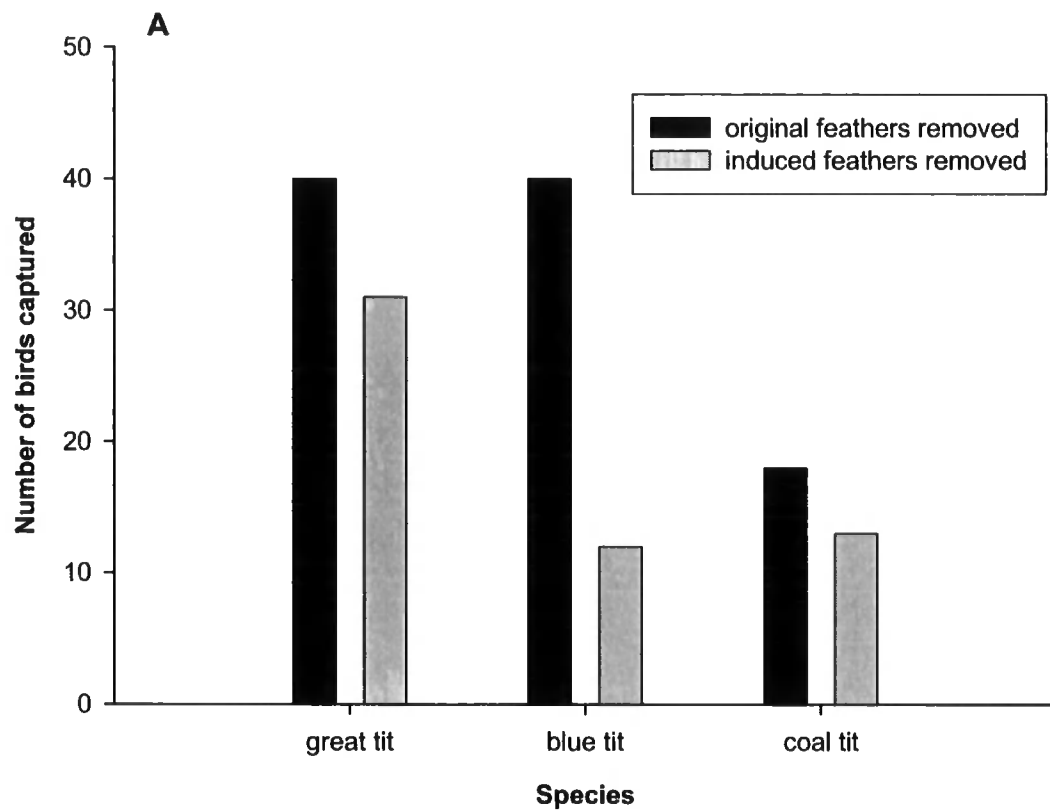 A
50
40
30
20
10
0
Number of birds captured
original feathers removed
induced feathers removed
great tit
blue tit
coal tit
Species